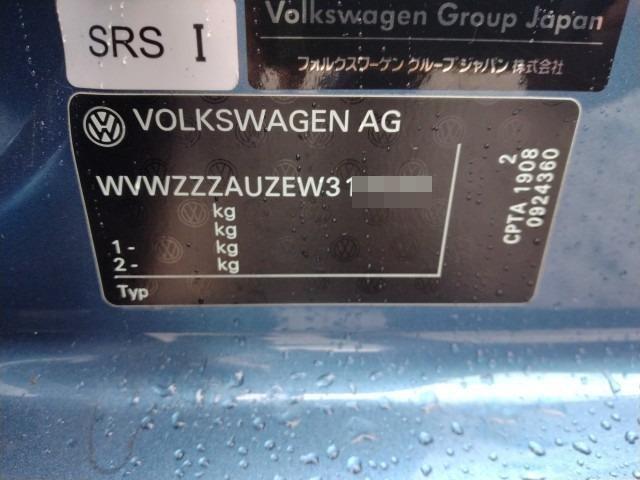 SRS I
Volkswagen Group Japan
フォルクスワーゲン グループ ジャパン 株式会社
VOLKSWAGEN AG
WVWZZZAUZEW31
kg
kg
1- kg
2- kg
Typ
2
CPTA 1908
0924360